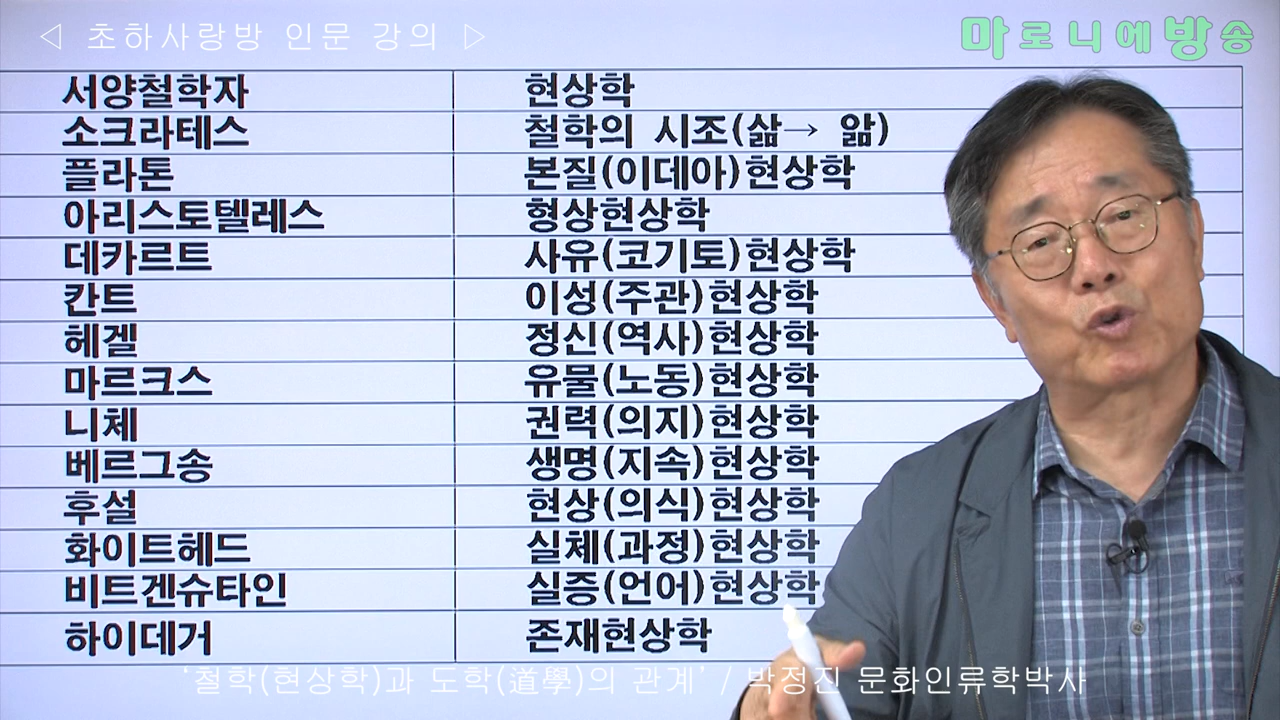 ◁ 초하사랑방 인문 강의 ▷
마로니에방송
서양철학자 현상학
소크라테스 철학의 시조(삶→ 앎)
플라톤 본질(이데아)현상학
아리스토텔레스 형상현상학
데카르트 사유(코기토)현상학
칸트 이성(주관)현상학
헤겔 정신(역사)현상학
마르크스 유물(노동)현상학
니체 권력(의지)현상학
베르그송 생명(지속)현상학
후설 현상(의식)현상학
화이트헤드 실체(과정)현상학
비트겐슈타인 실증(언어)현상학
하이데거 존재현상학
‘철학(현상학)과 도학(道學)의 관계’ / 박정진 문화인류학박사